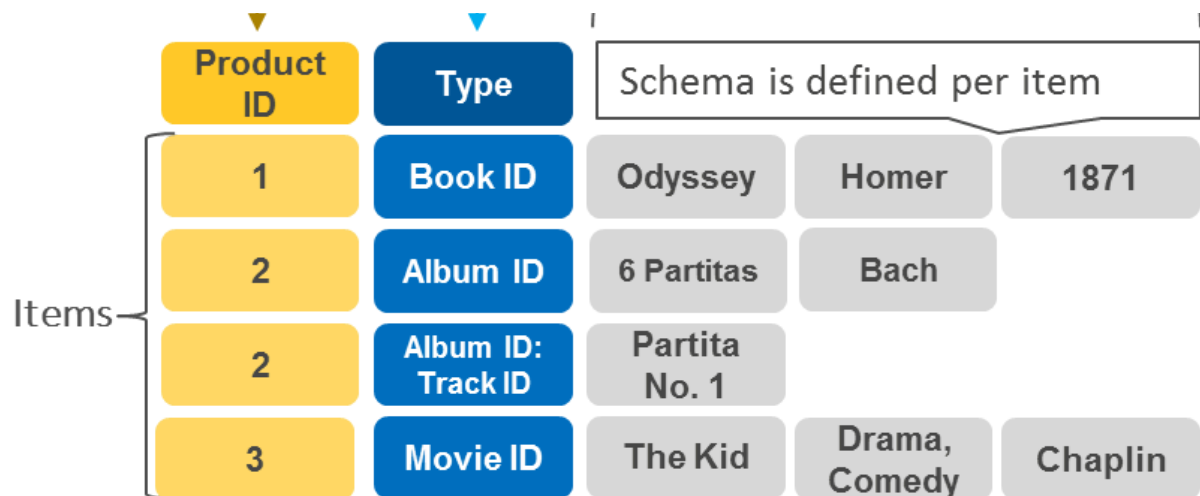 Product
ID
Type
Schema is defined per item
Items
1
Book ID
Odyssey
Homer
1871
2
Album ID
6 Partitas
Bach
2
Album ID:
Track ID
Partita
No. 1
3
Movie ID
The Kid
Drama,
Comedy
Chaplin